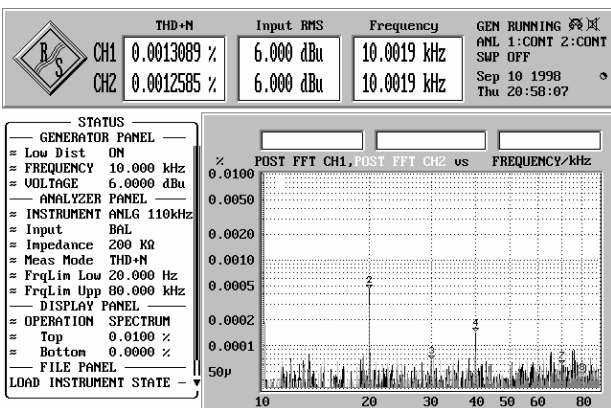 R S
THD+N Input RMS Frequency
CH1 0.0013089 % 6.000 dBu 10.0019 kHz
CH2 0.0012585 % 6.000 dBu 10.0019 kHz
GEN RUNNING
ANL 1:CONT 2:CONT
SWP OFF
Sep 10 1998
Thu 20:58:07
STATUS
GENERATOR PANEL
≈ Low Dist ON
≈ FREQUENCY 10.000 kHz
≈ VOLTAGE 6.0000 dBu
ANALYZER PANEL
≈ INSTRUMENT ANLG 110kHz
≈ Input BAL
≈ Impedance 200 KΩ
≈ Meas Mode THD+N
≈ FrqLim Low 20.000 Hz
≈ FrqLim Upp 80.000 kHz
DISPLAY PANEL
≈ OPERATION SPECTRUM
≈ Top 0.0100 %
≈ Bottom 0.0000 %
FILE PANEL
LOAD INSTRUMENT STATE –
% POST FFT CH1,POST FFT CH2 vs FREQUENCY/kHz
0.0100
0.0050
0.0020
0.0010
0.0005
0.0002
0.0001
50µ
2
4
3
2
10 20 30 40 50 60 80